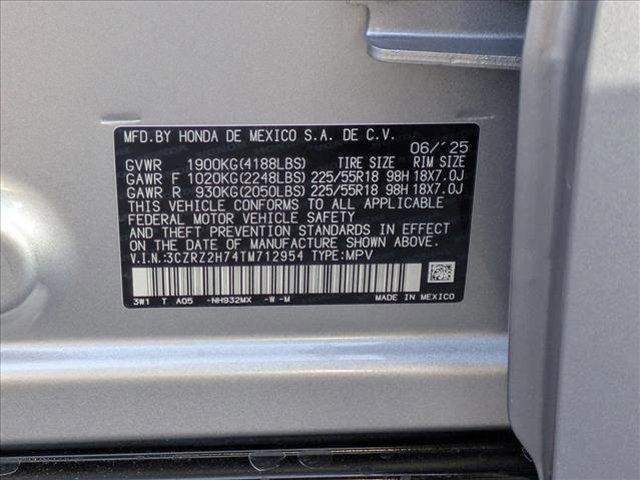 MFD.BY HONDA DE MEXICO S.A. DE C.V.
06/'25
GVWR 1900KG(4188LBS) TIRE SIZE RIM SIZE
GAWR F 1020KG(2248LBS) 225/55R18 98H 18X7.0J
GAWR R 930KG(2050LBS) 225/55R18 98H 18X7.0J
THIS VEHICLE CONFORMS TO ALL APPLICABLE
FEDERAL MOTOR VEHICLE SAFETY
AND THEFT PREVENTION STANDARDS IN EFFECT
ON THE DATE OF MANUFACTURE SHOWN ABOVE.
V.I.N.:3CZRZ2H74TM712954 TYPE:MPV
3W1 T A05 -NH932MX -W -M MADE IN MEXICO